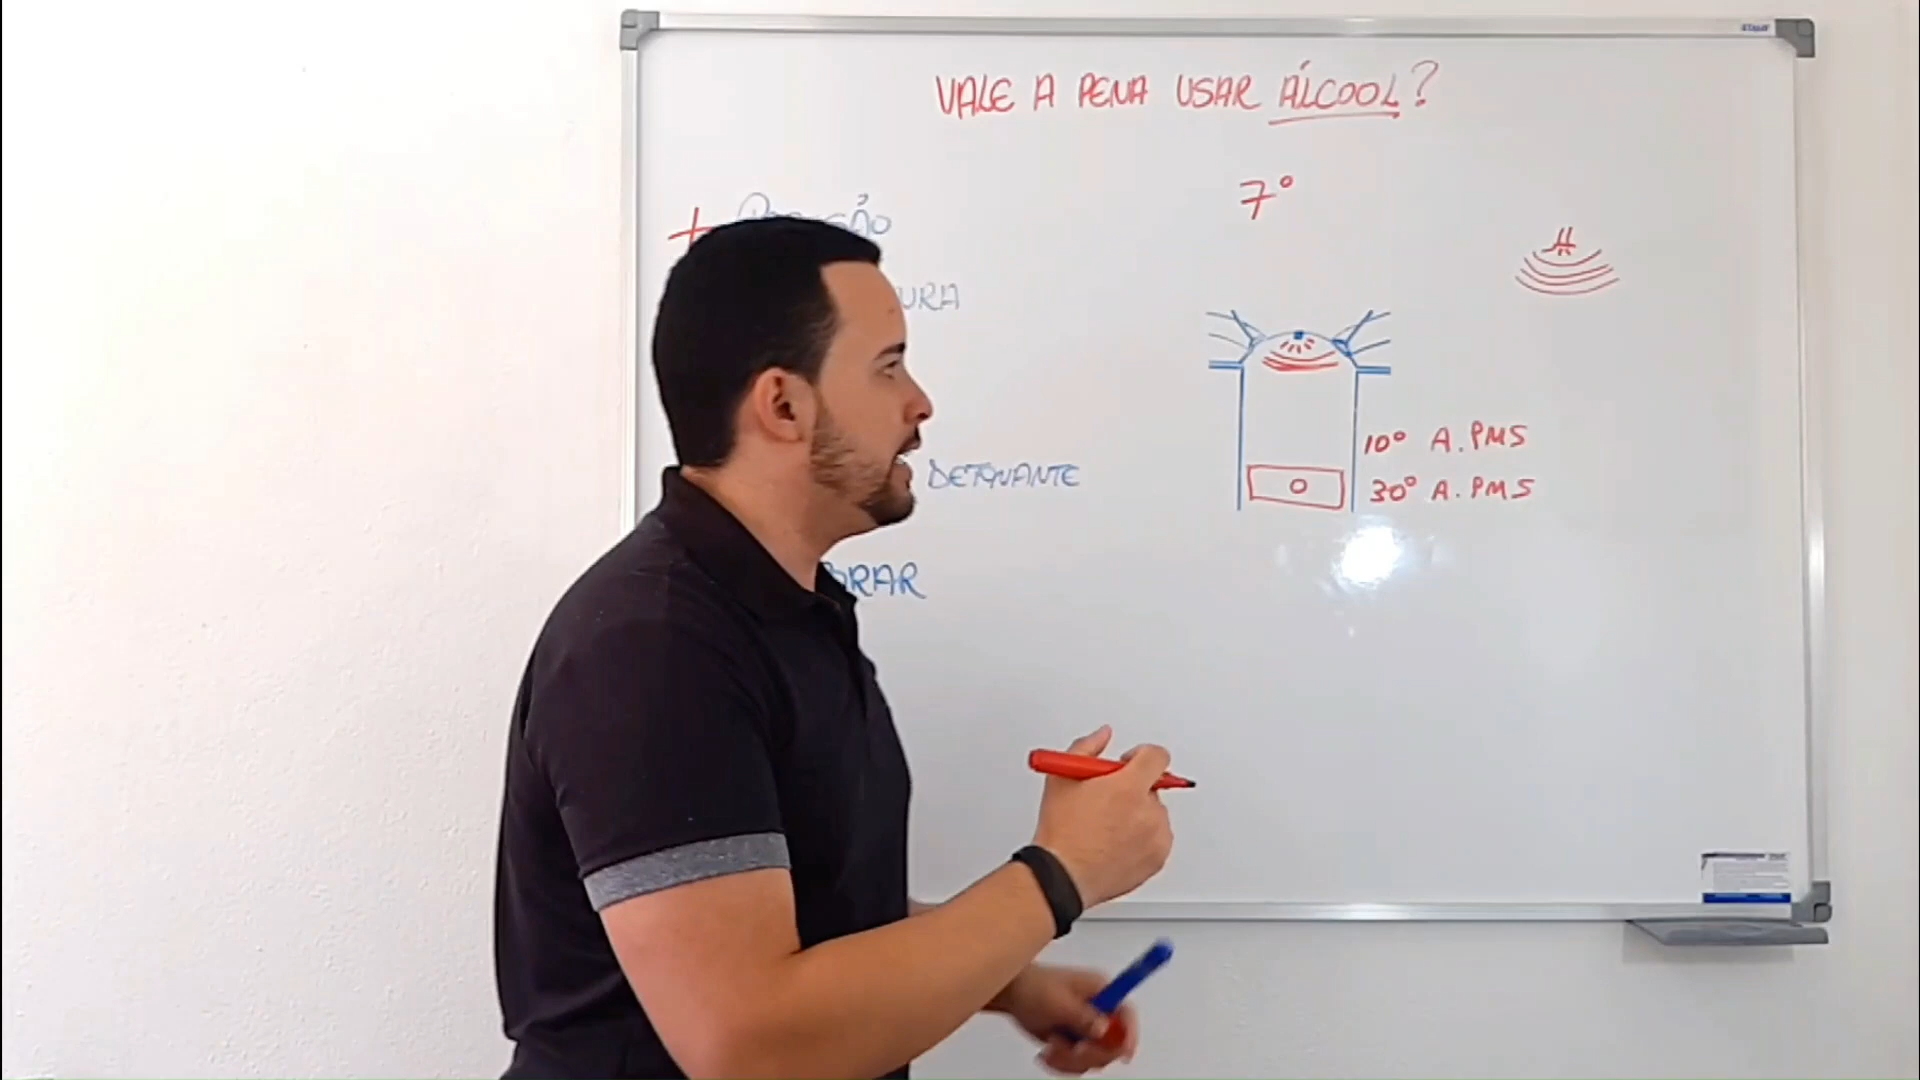 VALE A PENA USAR ÁLCOOL?
7°
+
URA
10° A.PMS
DETONANTE
30° A.PMS
BRAR